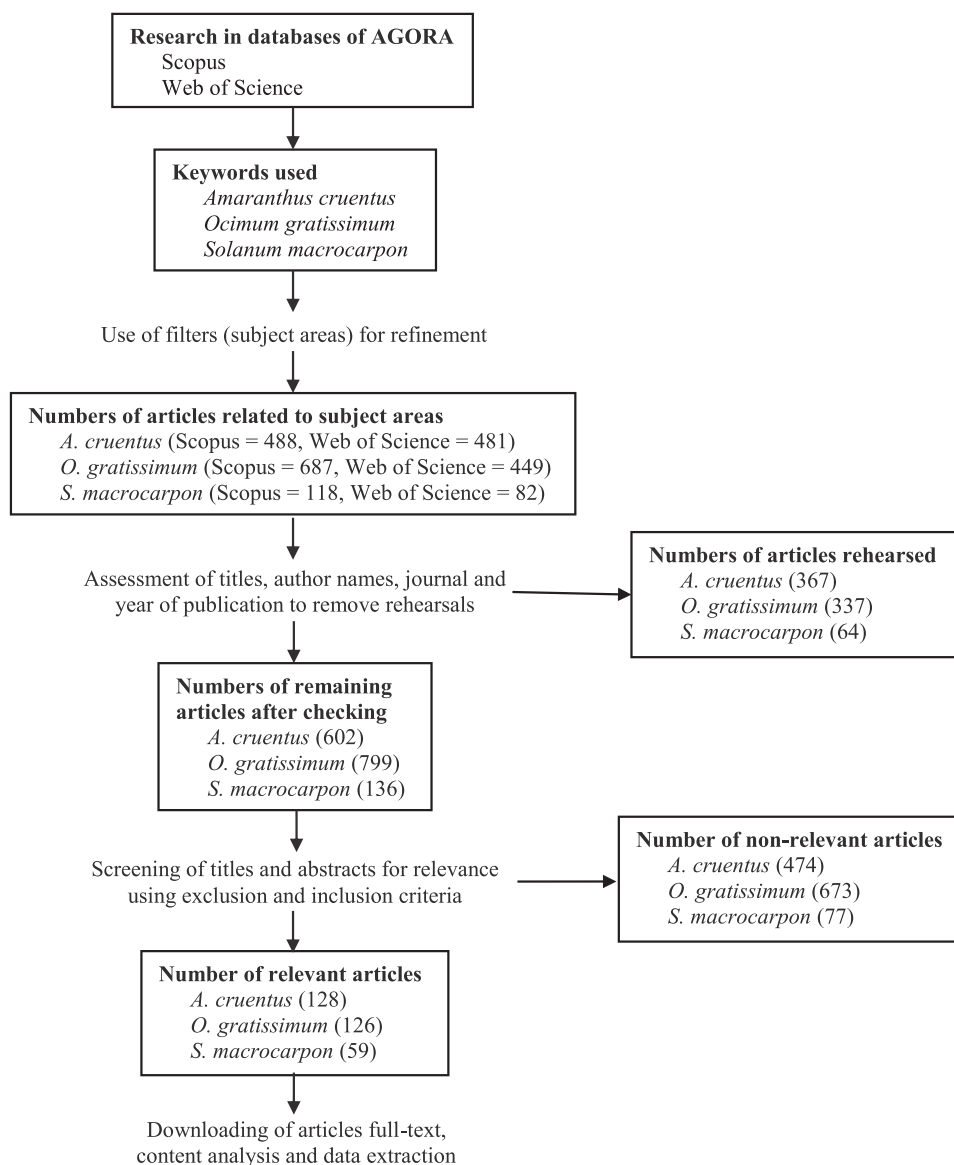 Research in databases of AGORA
Scopus
Web of Science
Keywords used
Amaranthus cruentus
Ocimum gratissimum
Solanum macrocarpon
Use of filters (subject areas) for refinement
Numbers of articles related to subject areas
A. cruentus (Scopus = 488, Web of Science = 481)
O. gratissimum (Scopus = 687, Web of Science = 449)
S. macrocarpon (Scopus = 118, Web of Science = 82)
Assessment of titles, author names, journal and
year of publication to remove rehearsals
Numbers of articles rehearsed
A. cruentus (367)
O. gratissimum (337)
S. macrocarpon (64)
Numbers of remaining
articles after checking
A. cruentus (602)
O. gratissimum (799)
S. macrocarpon (136)
Screening of titles and abstracts for relevance
using exclusion and inclusion criteria
Number of non-relevant articles
A. cruentus (474)
O. gratissimum (673)
S. macrocarpon (77)
Number of relevant articles
A. cruentus (128)
O. gratissimum (126)
S. macrocarpon (59)
Downloading of articles full-text,
content analysis and data extraction